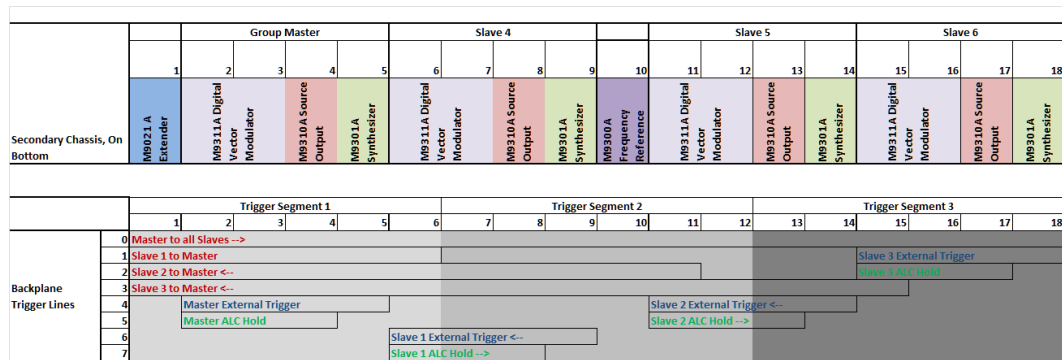 Group Master Slave 4 Slave 5 Slave 6
1 2 3 4 5 6 7 8 9 10 11 12 13 14 15 16 17 18
Secondary Chassis, On
Bottom
M9021 A
Extender
M9311A Digital
Vector
Modulator
M9310A Source
Output
M9301A
Synthesizer
M9311A Digital
Vector
Modulator
M9310A Source
Output
M9301A
Synthesizer
M9300A
Frequency
Reference
M9311A Digital
Vector
Modulator
M9310A Source
Output
M9301A
Synthesizer
M9311A Digital
Vector
Modulator
M9310A Source
Output
M9301A
Synthesizer
Trigger Segment 1 Trigger Segment 2 Trigger Segment 3
1 2 3 4 5 6 7 8 9 10 11 12 13 14 15 16 17 18
Backplane
Trigger Lines
0 Master to all Slaves -->
1 Slave 1 to Master Slave 3 External Trigger
2 Slave 2 to Master <-- Slave 3 ALC Hold
3 Slave 3 to Master <--
4 Master External Trigger Slave 2 External Trigger <--
5 Master ALC Hold Slave 2 ALC Hold -->
6 Slave 1 External Trigger <--
7 Slave 1 ALC Hold -->